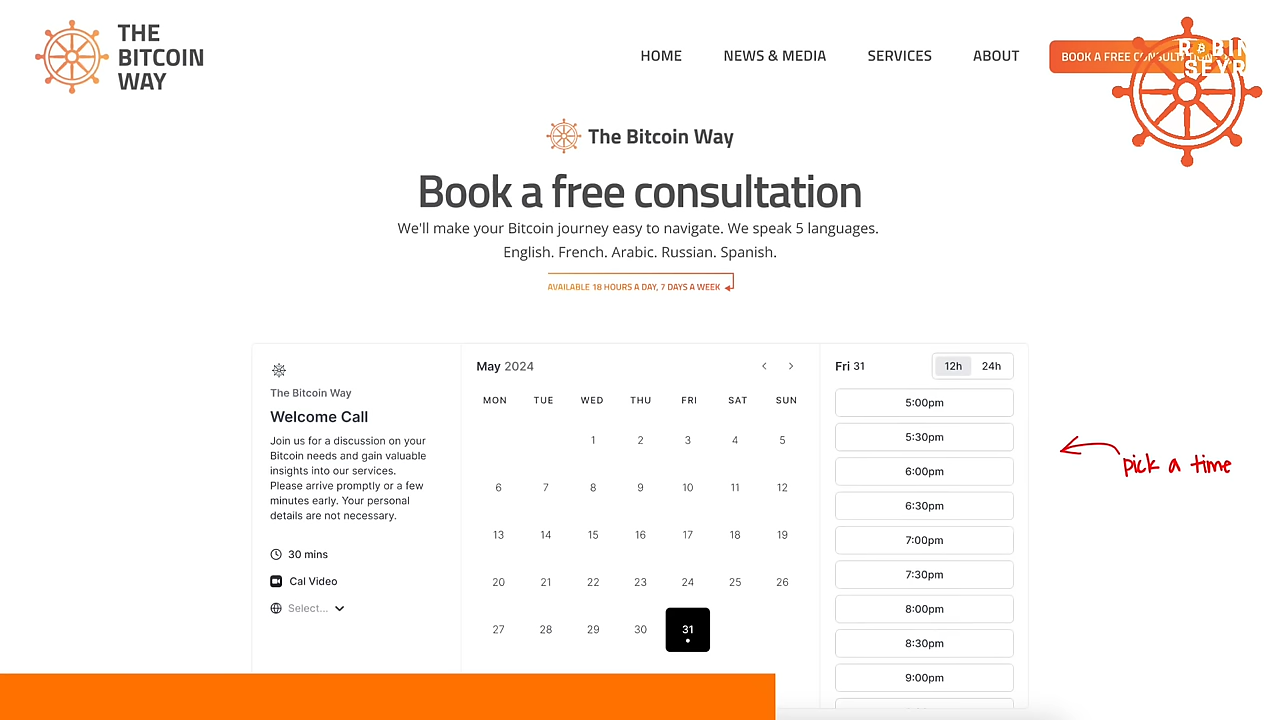 THE
BITCOIN
WAY
HOME NEWS & MEDIA SERVICES ABOUT BOOK A FREE
The Bitcoin Way
Book a free consultation
We'll make your Bitcoin journey easy to navigate. We speak 5 languages.
English. French. Arabic. Russian. Spanish.
AVAILABLE 18 HOURS A DAY, 7 DAYS A WEEK
The Bitcoin Way
Welcome Call
Join us for a discussion on your
Bitcoin needs and gain valuable
insights into our services.
Please arrive promptly or a few
minutes early. Your personal
details are not necessary.
30 mins
Cal Video
Select...
May 2024
MON TUE WED THU FRI SAT SUN
1 2 3 4 5
6 7 8 9 10 11 12
13 14 15 16 17 18 19
20 21 22 23 24 25 26
27 28 29 30 31
Fri 31 12h 24h
5:00pm
5:30pm
6:00pm
6:30pm
7:00pm
7:30pm
8:00pm
8:30pm
9:00pm
pick a time